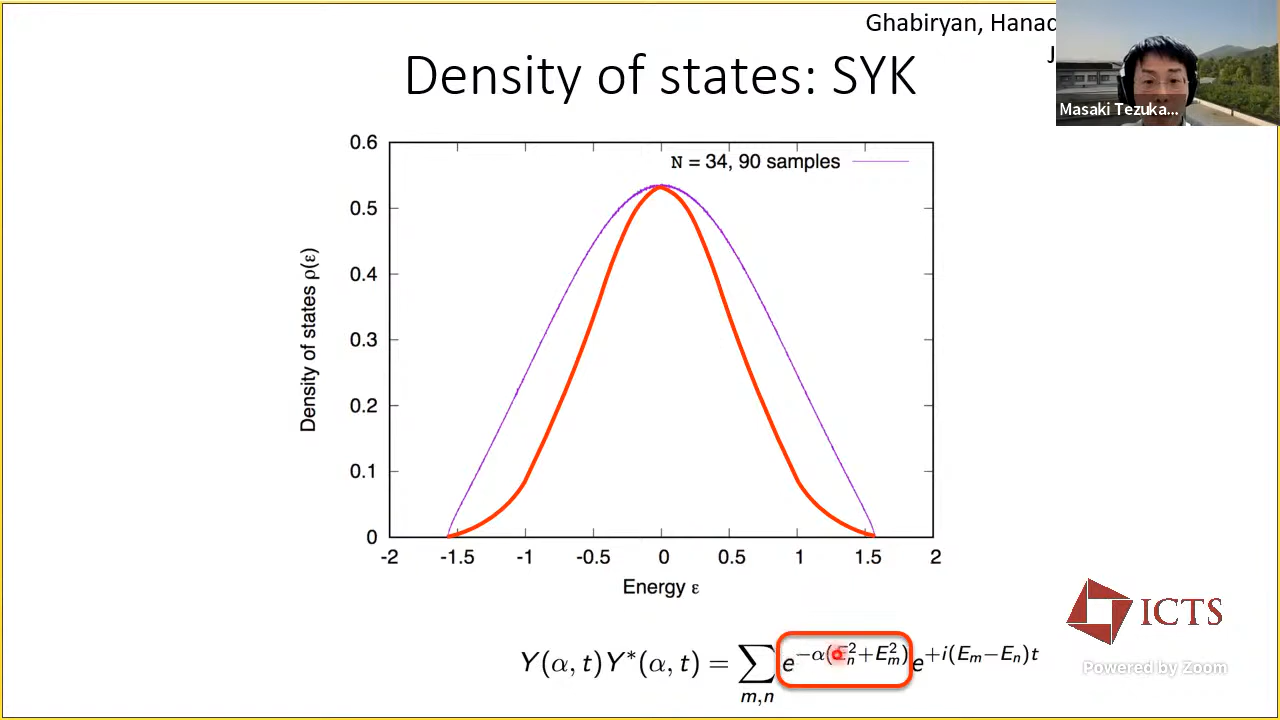 Ghabiryan, Hanad
J
Density of states: SYK
Masaki Tezuka...
N = 34, 90 samples
0.6
0.5
0.4
0.3
0.2
0.1
0
Density of states ρ(ε)
-2 -1.5 -1 -0.5 0 0.5 1 1.5 2
Energy ε
Y(α, t)Y*(α, t) = ∑ e^{−α(E_n^2+E_m^2)} e^{+i(E_m−E_n)t}
m,n
ICTS
Powered by Zoom